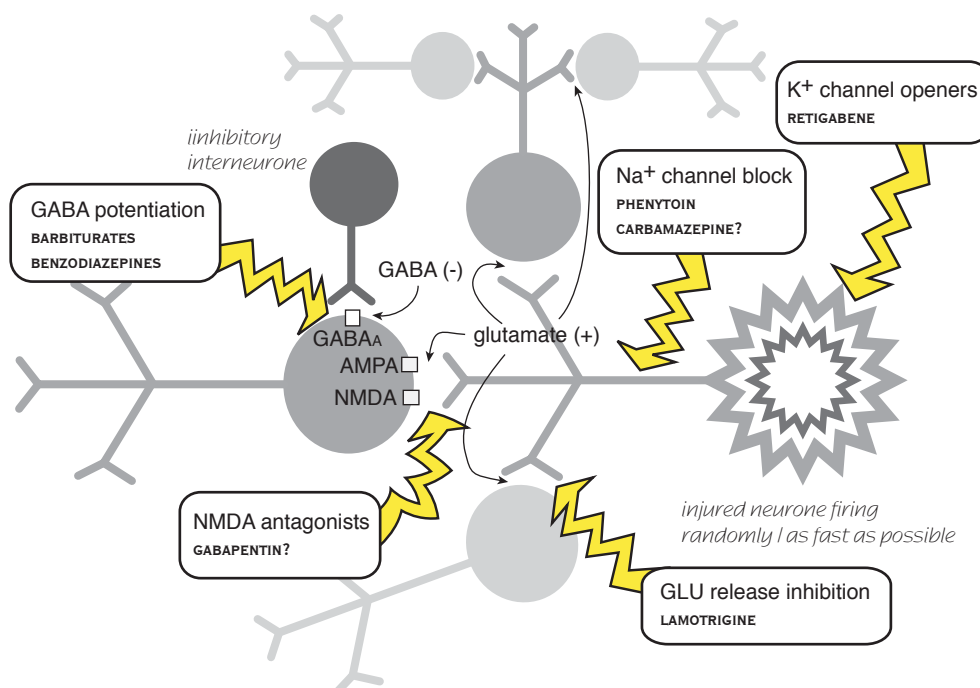 K+ channel openers
RETIGABENE
iinhibitory
interneurone
Na+ channel block
PHENYTOIN
CARBAMAZEPINE?
GABA potentiation
BARBITURATES
BENZODIAZEPINES
GABA (-)
GABAA
glutamate (+)
AMPA
NMDA
NMDA antagonists
GABAPENTIN?
injured neurone firing
randomly / as fast as possible
GLU release inhibition
LAMOTRIGINE